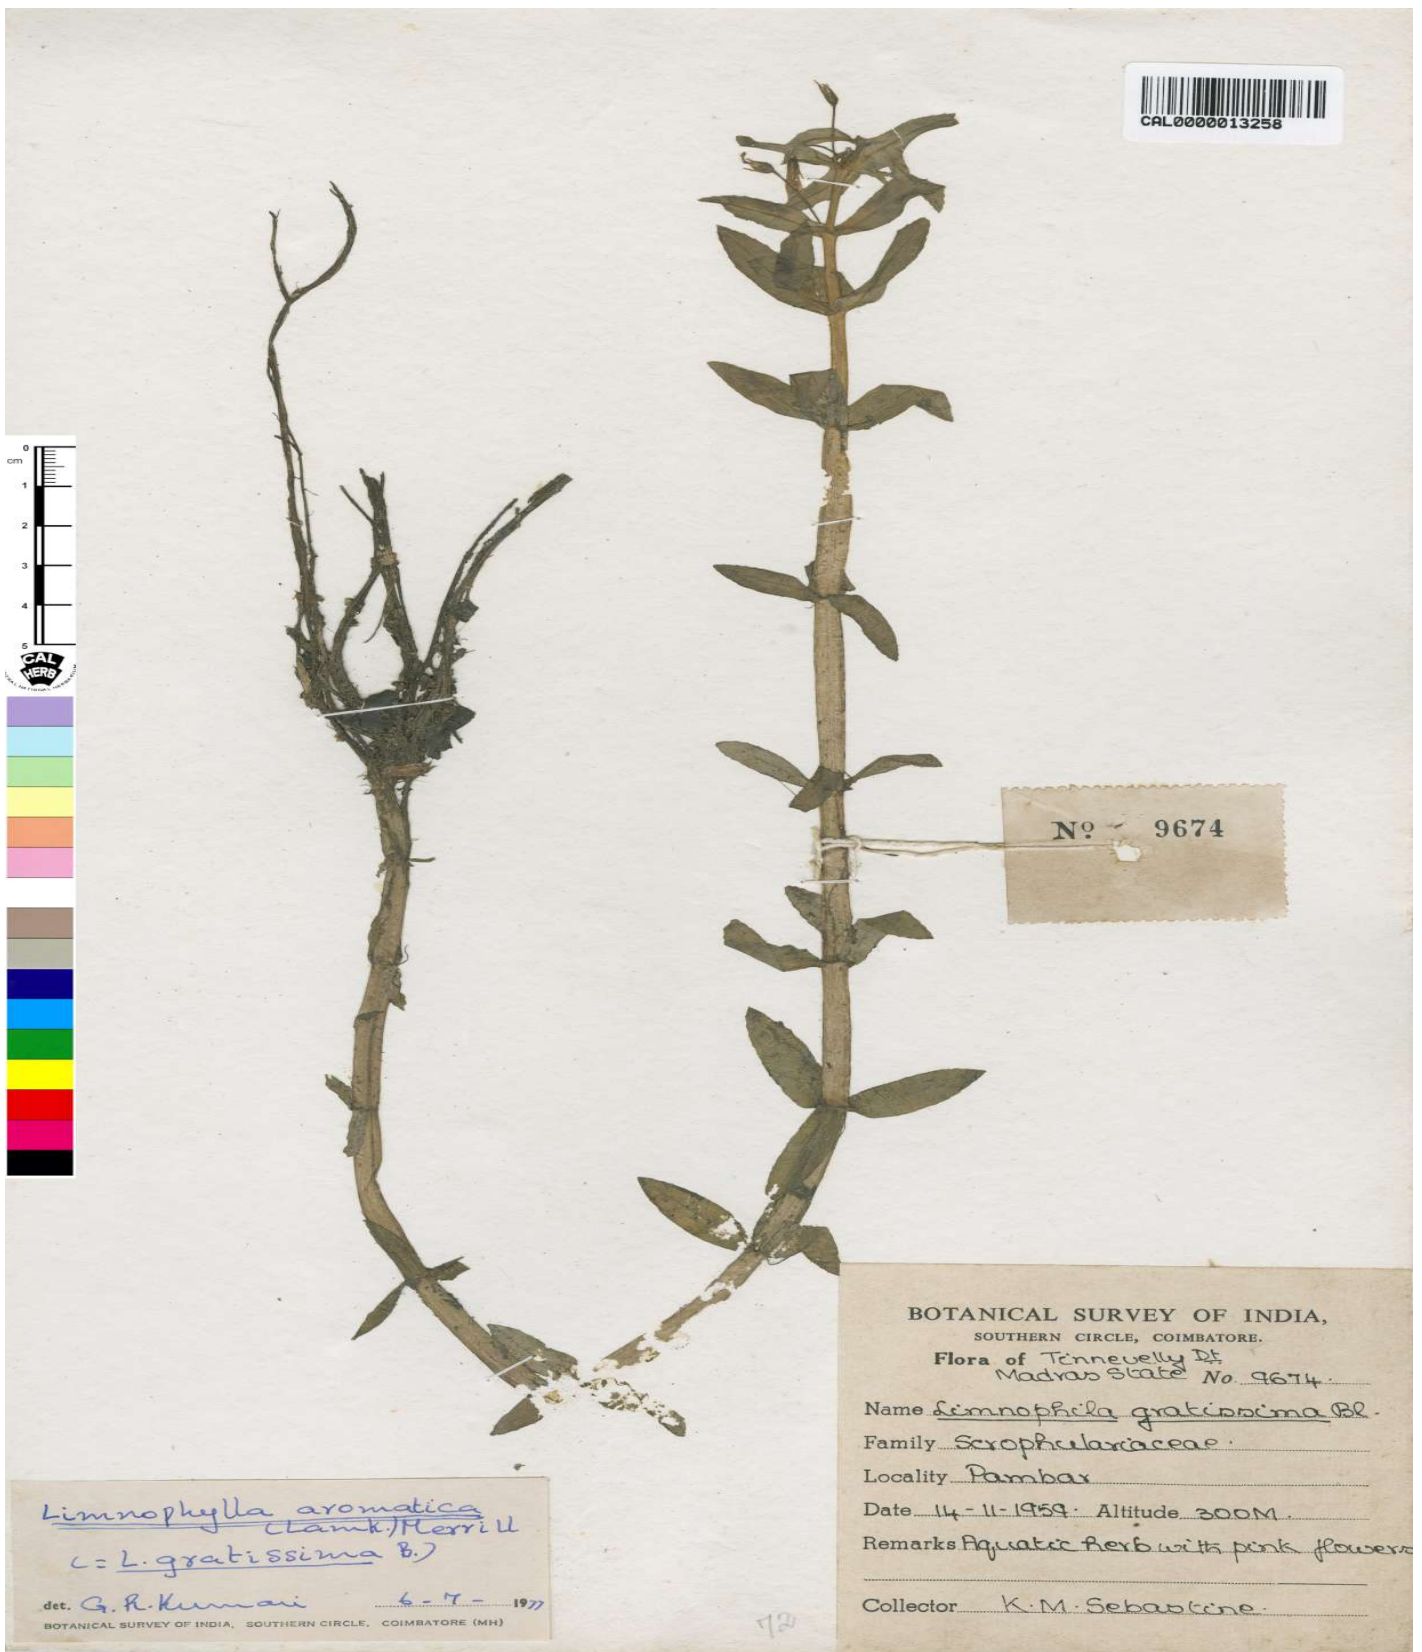 CAL0000013258
0
cm
1
2
3
4
5
CAL
HERB
Nº 9674
BOTANICAL SURVEY OF INDIA,
SOUTHERN CIRCLE, COIMBATORE.
Flora of Tinnevelly Dt
Madras State No. 9674.
Name Limnophila gratissima Bl.
Family Scrophulariaceae.
Locality Pambar
Date 14-11-1959. Altitude 300M.
Remarks Aquatic herb with pink flowers
Collector K.M. Sebastine.
Limnophylla aromatica
(Lamk.) Merrill
(= L. gratissima B.)
det. G. R. Kumari 6-7-1977
BOTANICAL SURVEY OF INDIA, SOUTHERN CIRCLE, COIMBATORE (MH)